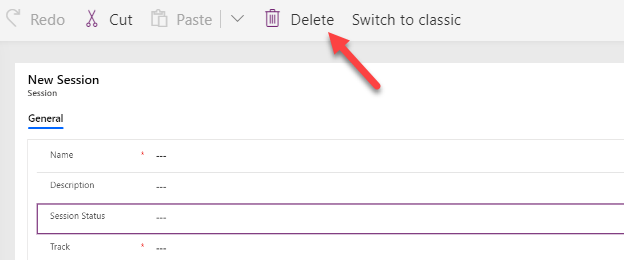 Redo Cut Paste Delete Switch to classic
New Session
Session
General
Name * ---
Description ---
Session Status ---
Track * ---